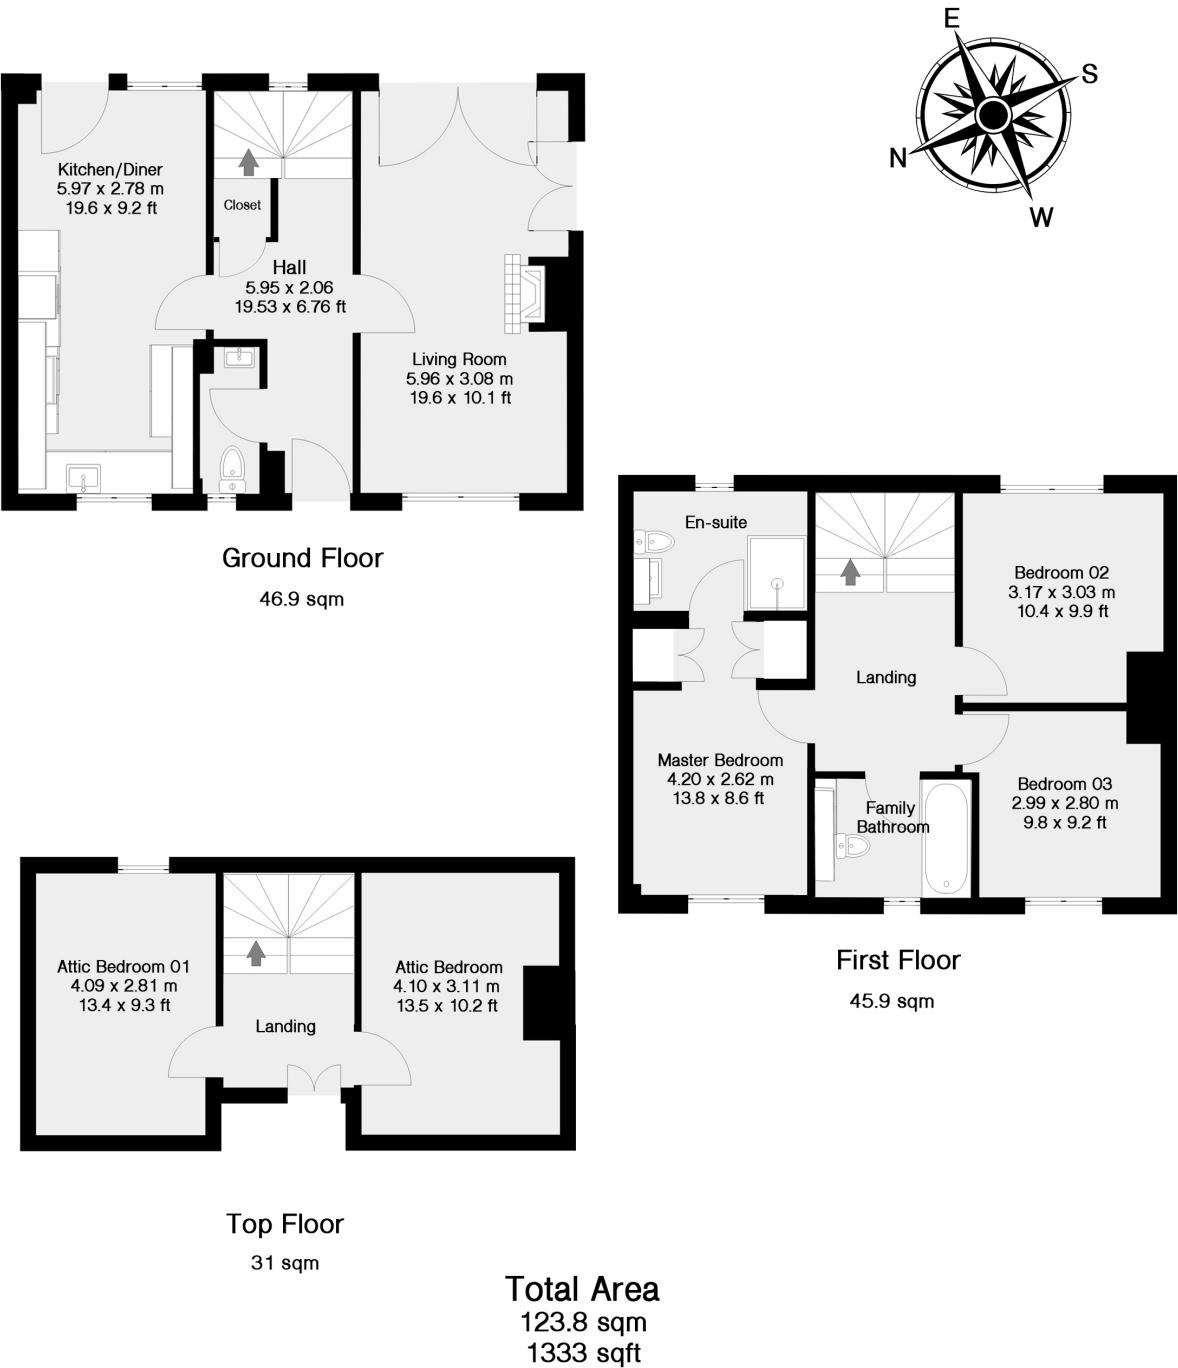 E
S
N
W
Kitchen/Diner
5.97 x 2.78 m
19.6 x 9.2 ft
Closet
Hall
5.95 x 2.06
19.53 x 6.76 ft
Living Room
5.96 x 3.08 m
19.6 x 10.1 ft
Ground Floor
46.9 sqm
En-suite
Bedroom 02
3.17 x 3.03 m
10.4 x 9.9 ft
Landing
Master Bedroom
4.20 x 2.62 m
13.8 x 8.6 ft
Family
Bathroom
Bedroom 03
2.99 x 2.80 m
9.8 x 9.2 ft
First Floor
45.9 sqm
Attic Bedroom 01
4.09 x 2.81 m
13.4 x 9.3 ft
Landing
Attic Bedroom
4.10 x 3.11 m
13.5 x 10.2 ft
Top Floor
31 sqm
Total Area
123.8 sqm
1333 sqft